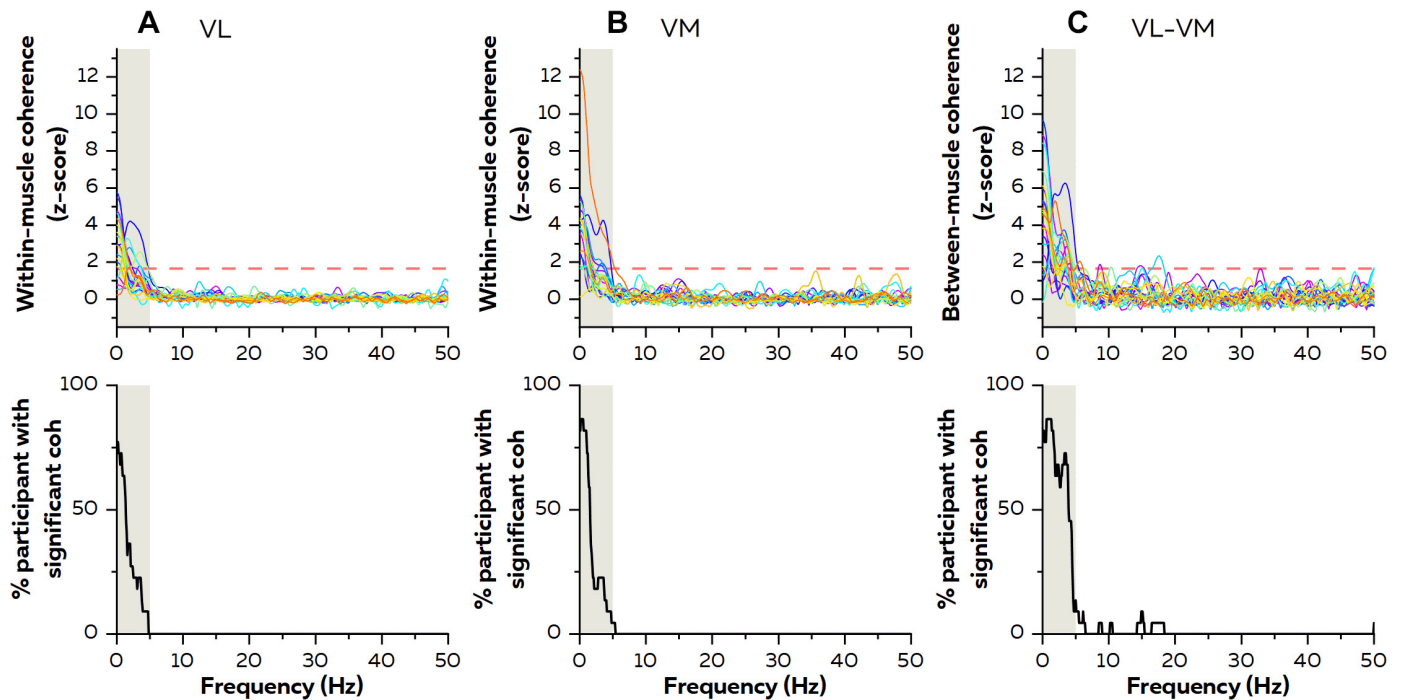 A VL
Within-muscle coherence
(z-score)
12
10
8
6
4
2
0
0 10 20 30 40 50
B VM
Within-muscle coherence
(z-score)
12
10
8
6
4
2
0
0 10 20 30 40 50
C VL-VM
Between-muscle coherence
(z-score)
12
10
8
6
4
2
0
0 10 20 30 40 50
% participant with
significant coh
100
50
0
0 10 20 30 40 50
Frequency (Hz)
% participant with
significant coh
100
50
0
0 10 20 30 40 50
Frequency (Hz)
% participant with
significant coh
100
50
0
0 10 20 30 40 50
Frequency (Hz)